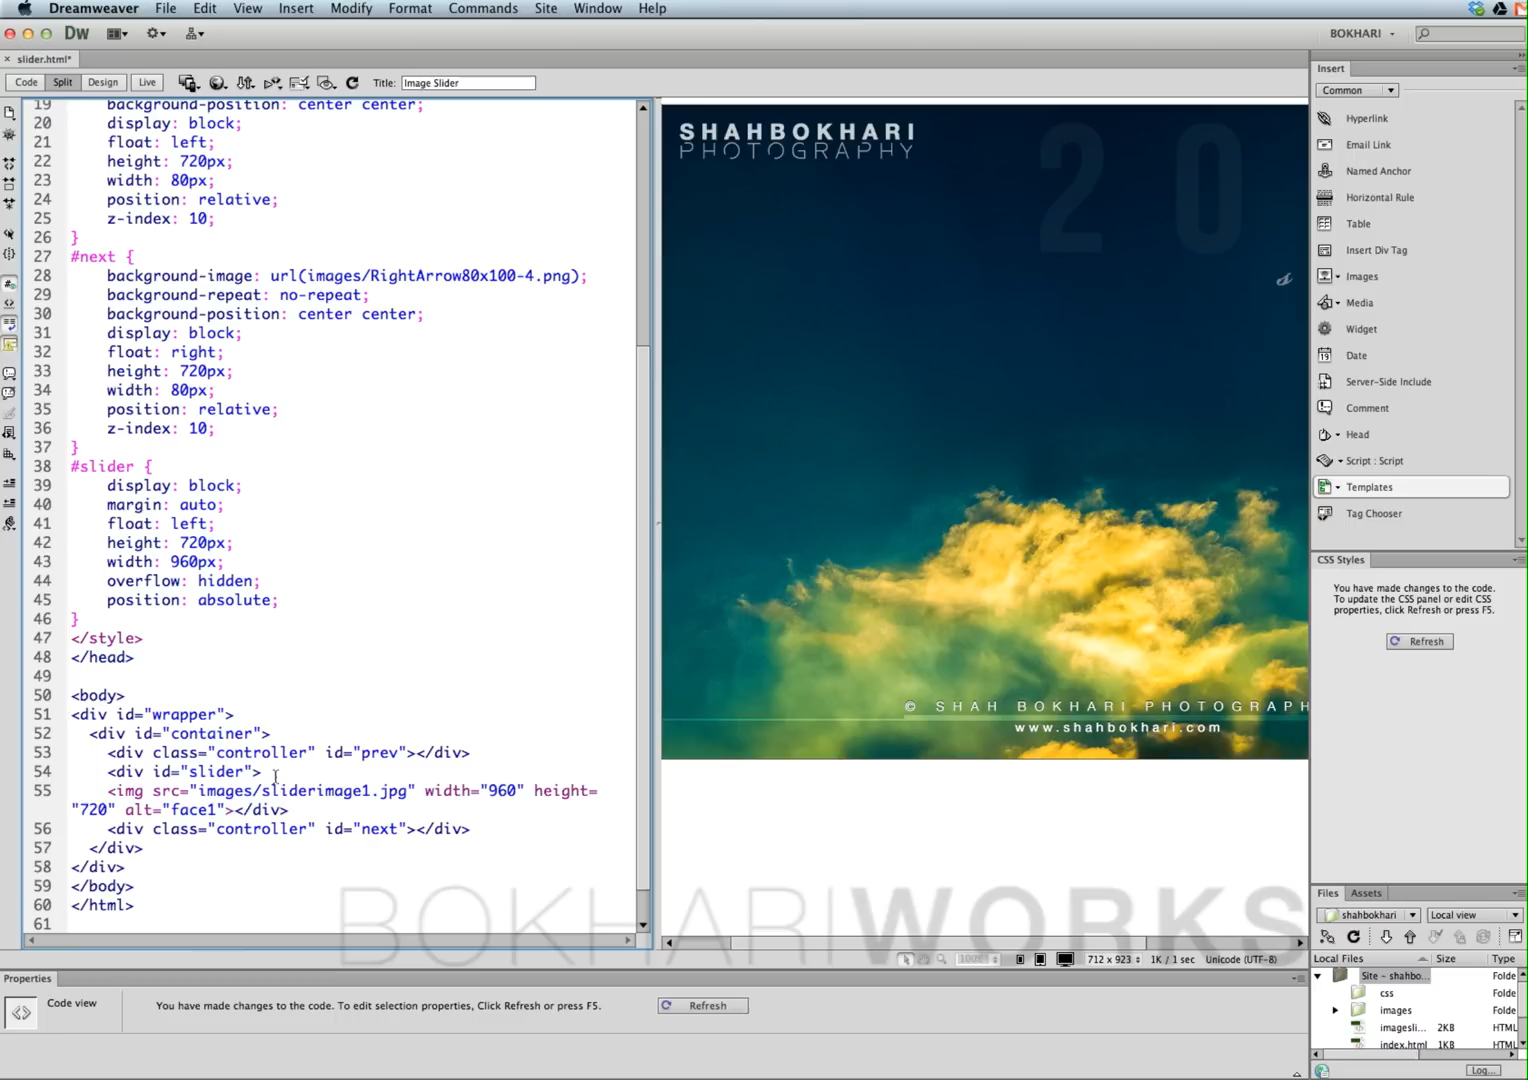 Dreamweaver File Edit View Insert Modify Format Commands Site Window Help
Dw BOKHARI
slider.html*
Code Split Design Live Title: Image Slider
19 background-position: center center;
20 display: block;
21 float: left;
22 height: 720px;
23 width: 80px;
24 position: relative;
25 z-index: 10;
26 }
27 #next {
28 background-image: url(images/RightArrow80x100-4.png);
29 background-repeat: no-repeat;
30 background-position: center center;
31 display: block;
32 float: right;
33 height: 720px;
34 width: 80px;
35 position: relative;
36 z-index: 10;
37 }
38 #slider {
39 display: block;
40 margin: auto;
41 float: left;
42 height: 720px;
43 width: 960px;
44 overflow: hidden;
45 position: absolute;
46 }
47 </style>
48 </head>
49
50 <body>
51 <div id="wrapper">
52 <div id="container">
53 <div class="controller" id="prev"></div>
54 <div id="slider">
55 <img src="images/sliderimage1.jpg" width="960" height=
"720" alt="face1"></div>
56 <div class="controller" id="next"></div>
57 </div>
58 </div>
59 </body>
60 </html>
61
SHAHBOKHARI
PHOTOGRAPHY
2 0
© SHAH BOKHARI PHOTOGRAPH
www.shahbokhari.com
BOKHARIWORKS
100% 712 x 923 1K / 1 sec Unicode (UTF-8)
Insert
Common
Hyperlink
Email Link
Named Anchor
Horizontal Rule
Table
Insert Div Tag
Images
Media
Widget
19 Date
Server-Side Include
Comment
Head
Script : Script
Templates
Tag Chooser
CSS Styles
You have made changes to the code.
To update the CSS panel or edit CSS
properties, click Refresh or press F5.
Refresh
Files Assets
shahbokhari Local view
Local Files Size Type
Site - shahbo... Folde
css Folde
images Folde
imagesli... 2KB HTML
index.html 1KB HTML
Log...
Properties
Code view You have made changes to the code. To edit selection properties, Click Refresh or press F5. Refresh